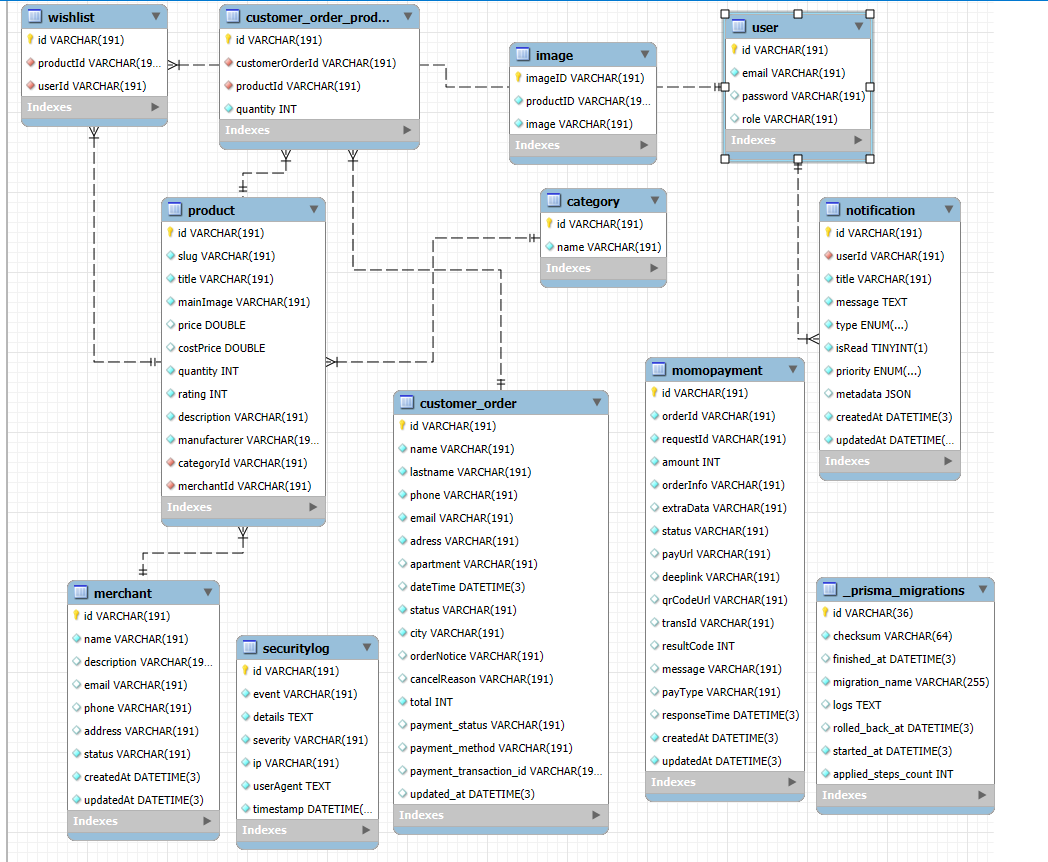 wishlist
id VARCHAR(191)
productId VARCHAR(19...
userId VARCHAR(191)
Indexes
customer_order_prod...
id VARCHAR(191)
customerOrderId VARCHAR(191)
productId VARCHAR(191)
quantity INT
Indexes
image
imageID VARCHAR(191)
productID VARCHAR(19...
image VARCHAR(191)
Indexes
user
id VARCHAR(191)
email VARCHAR(191)
password VARCHAR(191)
role VARCHAR(191)
Indexes
product
id VARCHAR(191)
slug VARCHAR(191)
title VARCHAR(191)
mainImage VARCHAR(191)
price DOUBLE
costPrice DOUBLE
quantity INT
rating INT
description VARCHAR(191)
manufacturer VARCHAR(19...
categoryId VARCHAR(191)
merchantId VARCHAR(191)
Indexes
category
id VARCHAR(191)
name VARCHAR(191)
Indexes
notification
id VARCHAR(191)
userId VARCHAR(191)
title VARCHAR(191)
message TEXT
type ENUM(...)
isRead TINYINT(1)
priority ENUM(...)
metadata JSON
createdAt DATETIME(3)
updatedAt DATETIME(...
Indexes
customer_order
id VARCHAR(191)
name VARCHAR(191)
lastname VARCHAR(191)
phone VARCHAR(191)
email VARCHAR(191)
adress VARCHAR(191)
apartment VARCHAR(191)
dateTime DATETIME(3)
status VARCHAR(191)
city VARCHAR(191)
orderNotice VARCHAR(191)
cancelReason VARCHAR(191)
total INT
payment_status VARCHAR(191)
payment_method VARCHAR(191)
payment_transaction_id VARCHAR(19...
updated_at DATETIME(3)
Indexes
momopayment
id VARCHAR(191)
orderId VARCHAR(191)
requestId VARCHAR(191)
amount INT
orderInfo VARCHAR(191)
extraData VARCHAR(191)
status VARCHAR(191)
payUrl VARCHAR(191)
deeplink VARCHAR(191)
qrCodeUrl VARCHAR(191)
transId VARCHAR(191)
resultCode INT
message VARCHAR(191)
payType VARCHAR(191)
responseTime DATETIME(3)
createdAt DATETIME(3)
updatedAt DATETIME(3)
Indexes
merchant
id VARCHAR(191)
name VARCHAR(191)
description VARCHAR(19...
email VARCHAR(191)
phone VARCHAR(191)
address VARCHAR(191)
status VARCHAR(191)
createdAt DATETIME(3)
updatedAt DATETIME(3)
Indexes
securitylog
id VARCHAR(191)
event VARCHAR(191)
details TEXT
severity VARCHAR(191)
ip VARCHAR(191)
userAgent TEXT
timestamp DATETIME(...
Indexes
_prisma_migrations
id VARCHAR(36)
checksum VARCHAR(64)
finished_at DATETIME(3)
migration_name VARCHAR(255)
logs TEXT
rolled_back_at DATETIME(3)
started_at DATETIME(3)
applied_steps_count INT
Indexes